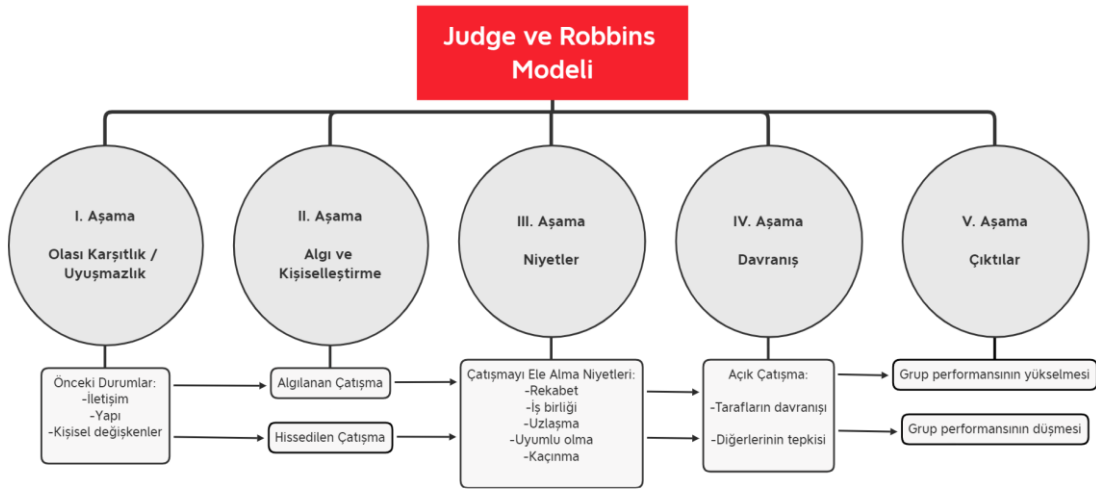 Judge ve Robbins
Modeli
I. Aşama
Olası Karşıtlık /
Uyuşmazlık
II. Aşama
Algı ve
Kişiselleştirme
III. Aşama
Niyetler
IV. Aşama
Davranış
V. Aşama
Çıktılar
Önceki Durumlar:
-İletişim
-Yapı
-Kişisel değişkenler
Algılanan Çatışma
Hissedilen Çatışma
Çatışmayı Ele Alma Niyetleri:
-Rekabet
-İş birliği
-Uzlaşma
-Uyumlu olma
-Kaçınma
Açık Çatışma:
-Tarafların davranışı
-Diğerlerinin tepkisi
Grup performansının yükselmesi
Grup performansının düşmesi